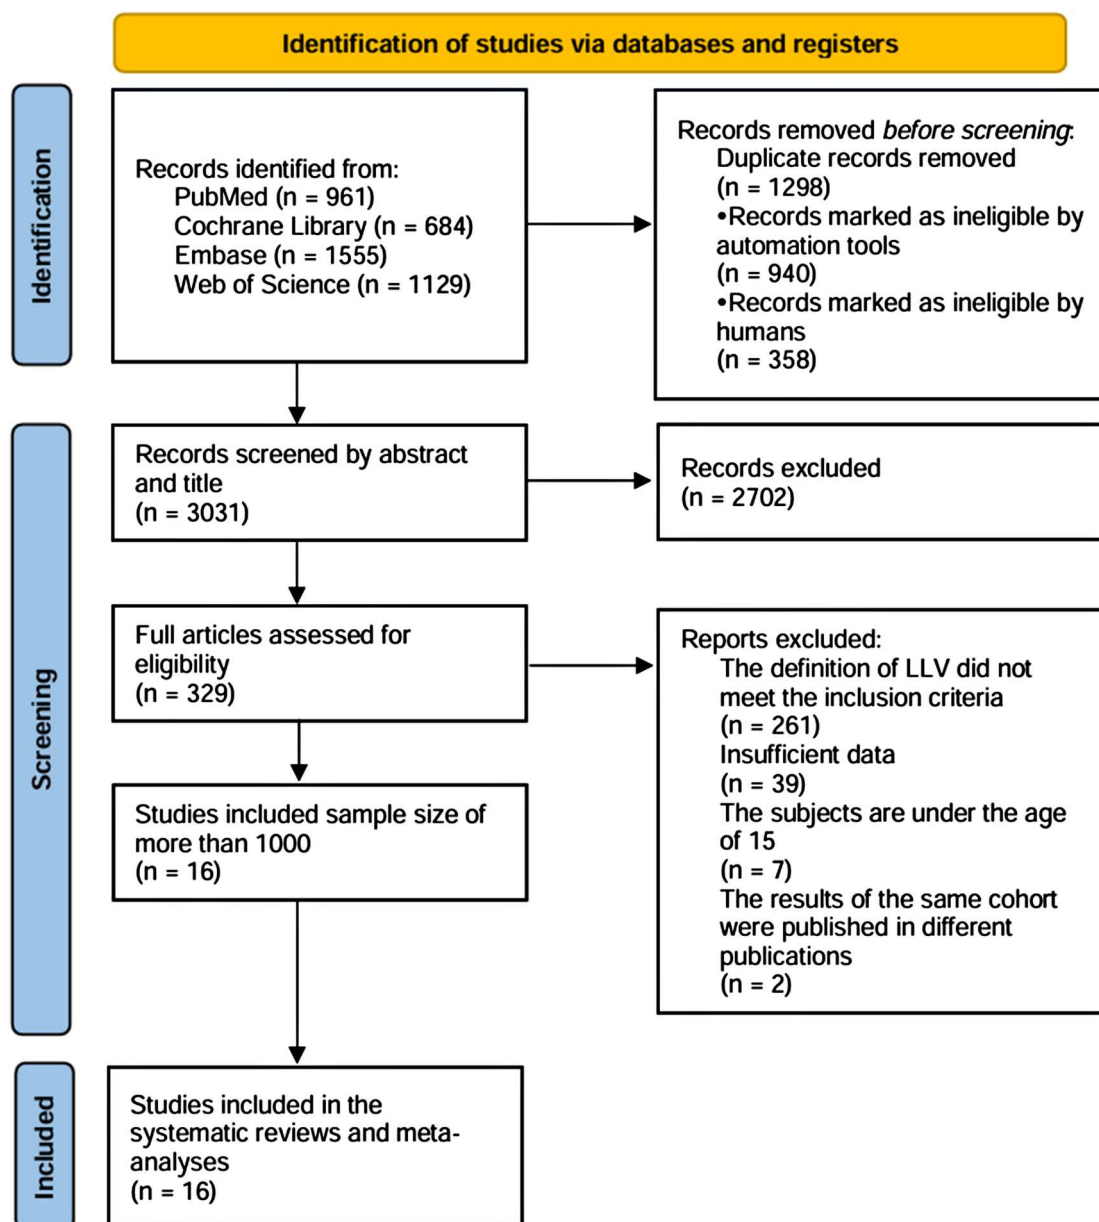 Identification of studies via databases and registers
Identification
Records identified from:
PubMed (n = 961)
Cochrane Library (n = 684)
Embase (n = 1555)
Web of Science (n = 1129)
Records removed before screening:
Duplicate records removed
(n = 1298)
•Records marked as ineligible by
automation tools
(n = 940)
•Records marked as ineligible by
humans
(n = 358)
Screening
Records screened by abstract
and title
(n = 3031)
Records excluded
(n = 2702)
Full articles assessed for
eligibility
(n = 329)
Reports excluded:
The definition of LLV did not
meet the inclusion criteria
(n = 261)
Insufficient data
(n = 39)
The subjects are under the age
of 15
(n = 7)
The results of the same cohort
were published in different
publications
(n = 2)
Studies included sample size of
more than 1000
(n = 16)
Included
Studies included in the
systematic reviews and meta-
analyses
(n = 16)